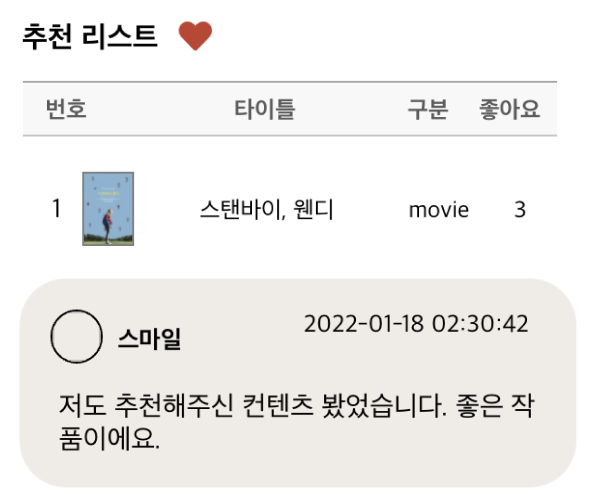 추천 리스트
번호 타이틀 구분 좋아요
1 스탠바이, 웬디 movie 3
스마일 2022-01-18 02:30:42
저도 추천해주신 컨텐츠 봤었습니다. 좋은 작
품이에요.